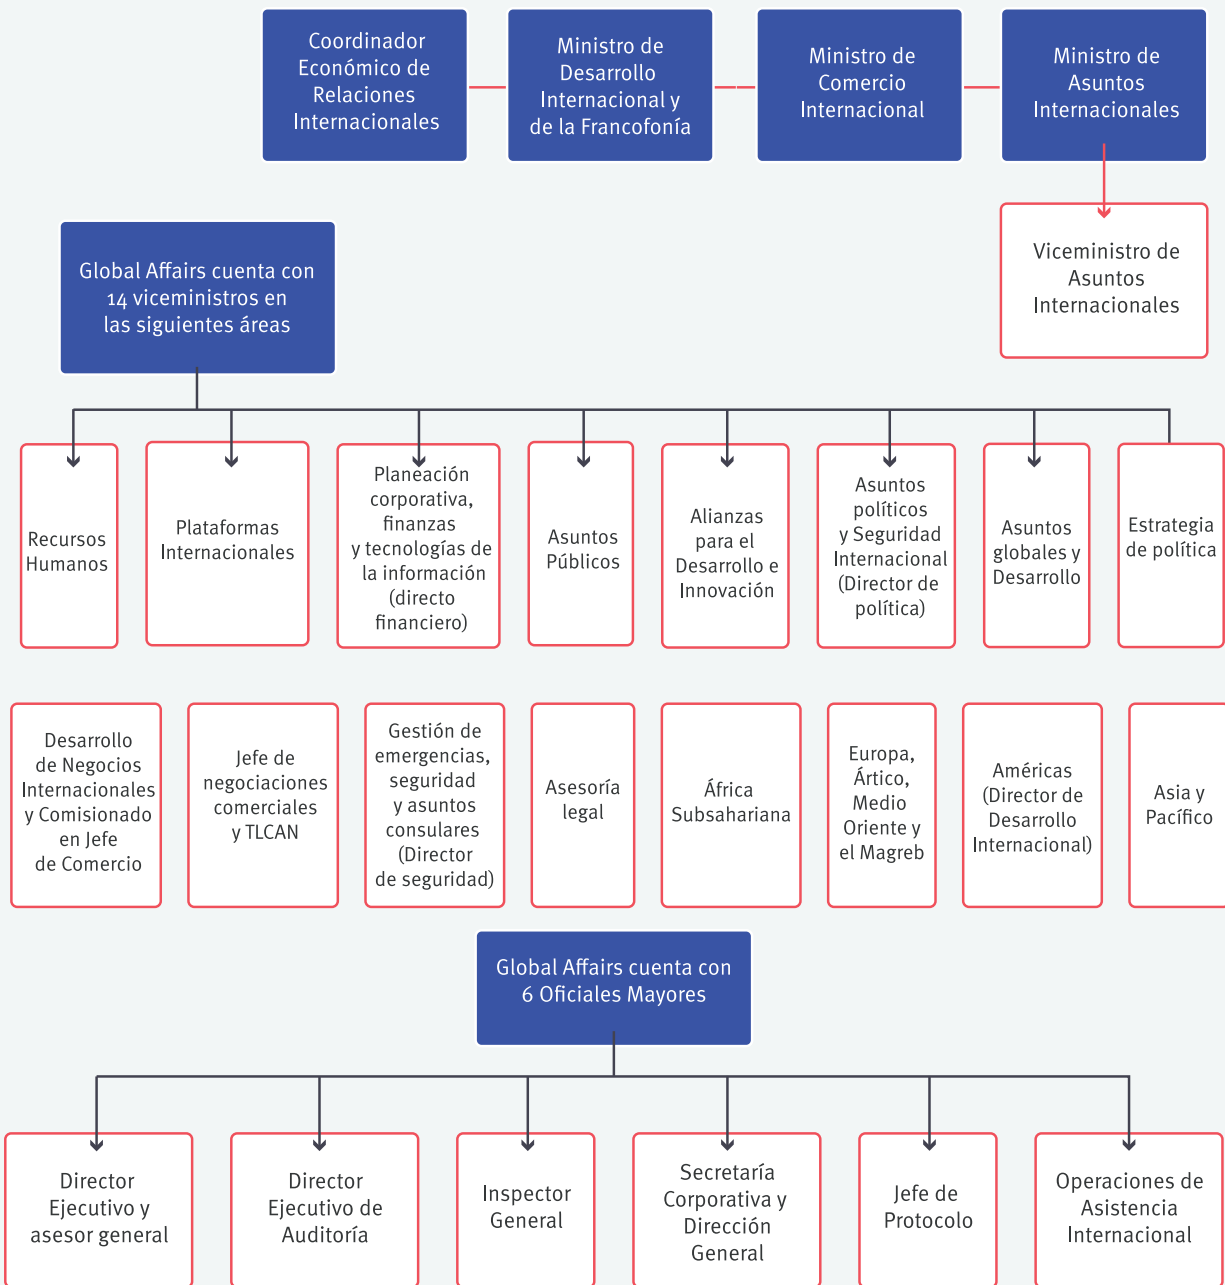 Coordinador
Económico de
Relaciones
Internacionales
Ministro de
Desarrollo
Internacional y
de la Francofonía
Ministro de
Comercio
Internacional
Ministro de
Asuntos
Internacionales
Viceministro de
Asuntos
Internacionales
Global Affairs cuenta con
14 viceministros en
las siguientes áreas
Recursos
Humanos
Plataformas
Internacionales
Planeación
corporativa,
finanzas
y tecnologías de
la información
(directo
financiero)
Asuntos
Públicos
Alianzas
para el
Desarrollo e
Innovación
Asuntos
políticos
y Seguridad
Internacional
(Director de
política)
Asuntos
globales y
Desarrollo
Estrategia
de política
Desarrollo
de Negocios
Internacionales
y Comisionado
en Jefe
de Comercio
Jefe de
negociaciones
comerciales
y TLCAN
Gestión de
emergencias,
seguridad
y asuntos
consulares
(Director
de seguridad)
Asesoría
legal
África
Subsahariana
Europa,
Ártico,
Medio
Oriente y
el Magreb
Américas
(Director de
Desarrollo
Internacional)
Asia y
Pacífico
Global Affairs cuenta con
6 Oficiales Mayores
Director
Ejecutivo y
asesor general
Director
Ejecutivo de
Auditoría
Inspector
General
Secretaría
Corporativa y
Dirección
General
Jefe de
Protocolo
Operaciones de
Asistencia
Internacional